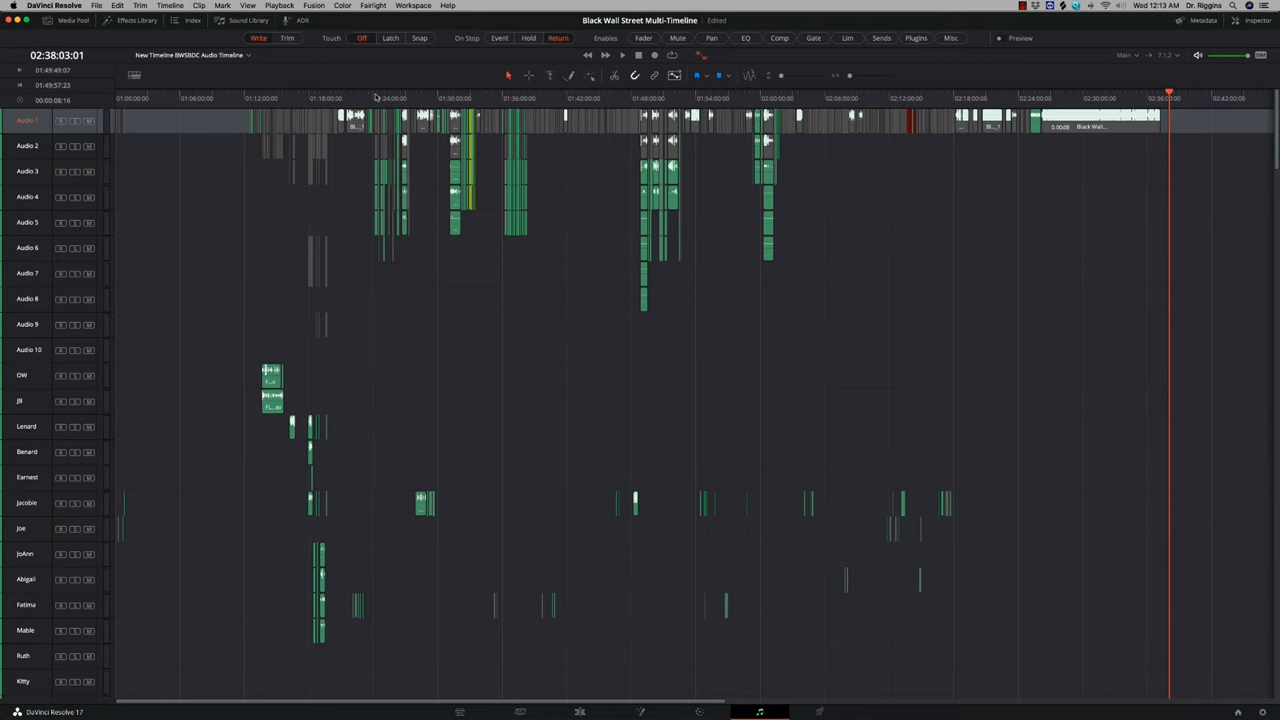 DaVinci Resolve File Edit Trim Timeline Clip Mark View Playback Fusion Color Fairlight Workspace Help Wed 12:13 AM Dr. Riggins
Media Pool Effects Library Index Sound Library ADR Black Wall Street Multi-Timeline Edited Metadata Inspector
Write Trim Touch Off Latch Snap On Stop Event Hold Return Enables Fader Mute Pan EQ Comp Gate Lim Sends Plugins Misc Preview
02:38:03:01 New Timeline BWSBDC Audio Timeline Main 7.1.2 DIM
01:49:49:07
01:49:57:23
00:00:08:16
01:00:00:00 01:06:00:00 01:12:00:00 01:18:00:00 01:24:00:00 01:30:00:00 01:36:00:00 01:42:00:00 01:48:00:00 01:54:00:00 02:00:00:00 02:06:00:00 02:12:00:00 02:18:00:00 02:24:00:00 02:30:00:00 02:36:00:00 02:42:00:00
Audio 1 R S M 0.00dB Black Wall...
Audio 2 R S M
Audio 3 R S M
Audio 4 R S M
Audio 5 R S M
Audio 6 R S M
Audio 7 R S M
Audio 8 R S M
Audio 9 R S M
Audio 10 R S M
OW R S M
JB R S M
Lenard R S M
Benard R S M
Earnest R S M
Jacobie R S M
Joe R S M
JoAnn R S M
Abigail R S M
Fatima R S M
Mable R S M
Ruth R S M
Kitty R S M
DaVinci Resolve 17